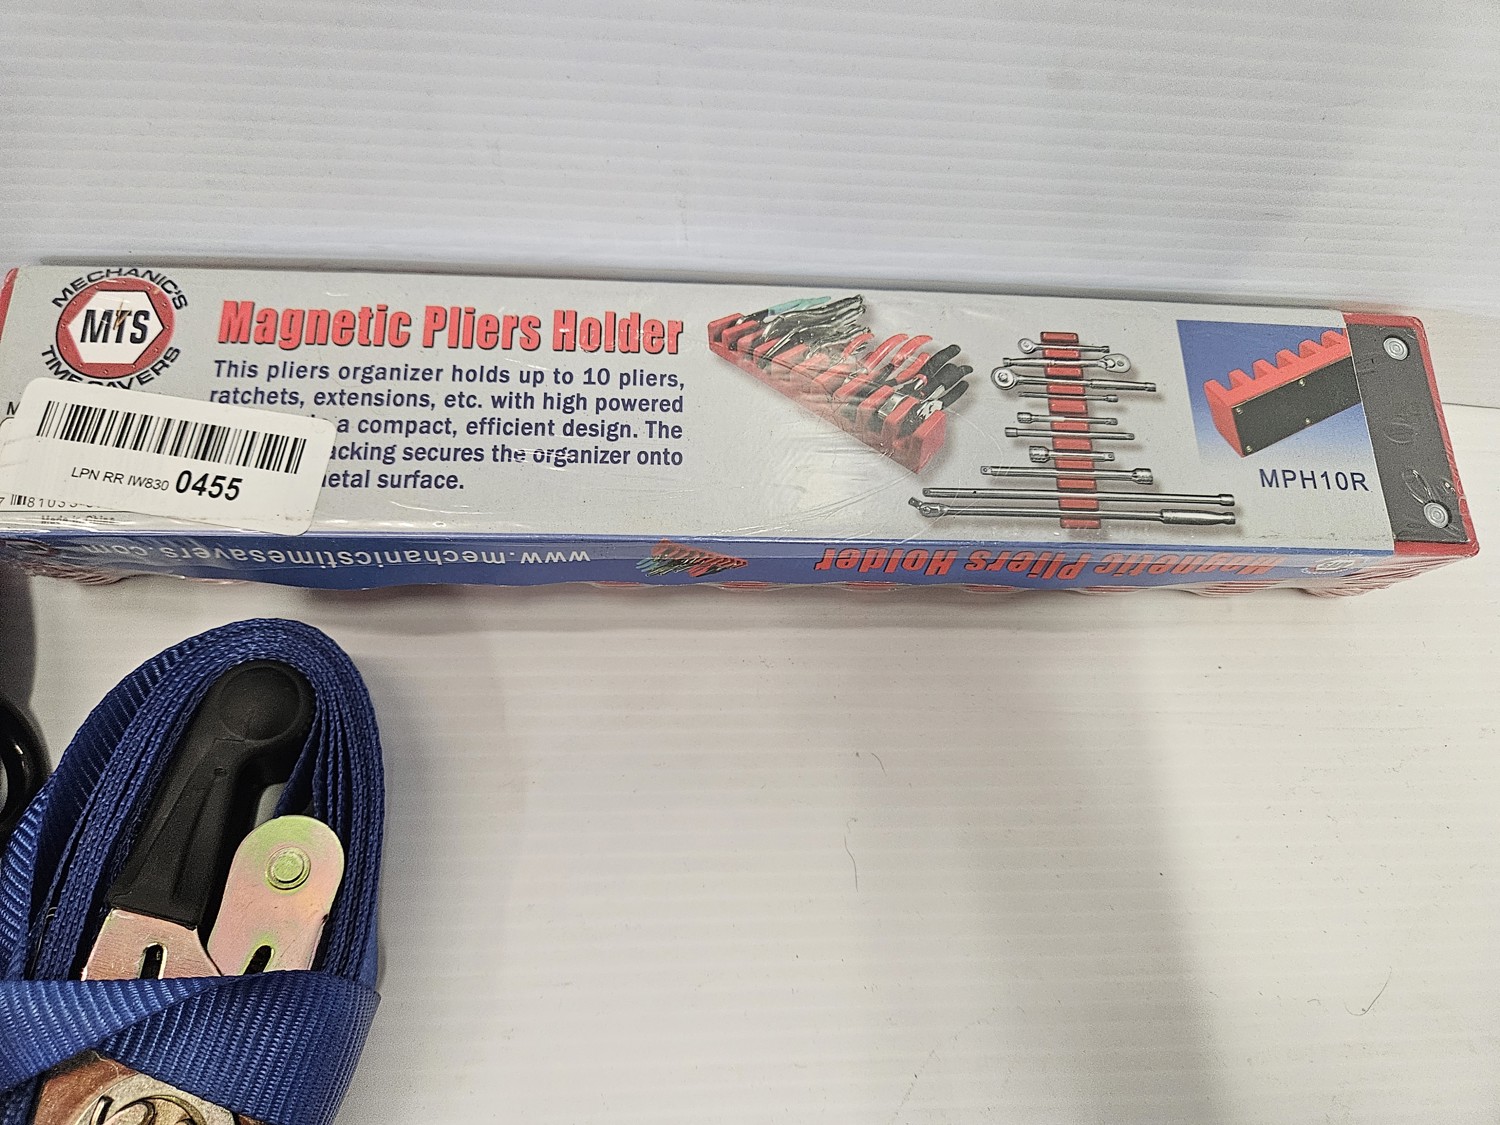 MECHANIC'S
MTS
TIMESAVERS
Magnetic Pliers Holder
This pliers organizer holds up to 10 pliers,
ratchets, extensions, etc. with high powered
a compact, efficient design. The
acking secures the organizer onto
etal surface.
LPN RR IW830 0455
Made in China
MPH10R
www.mechanicstimesavers.com
Magnetic Pliers Holder
MTS